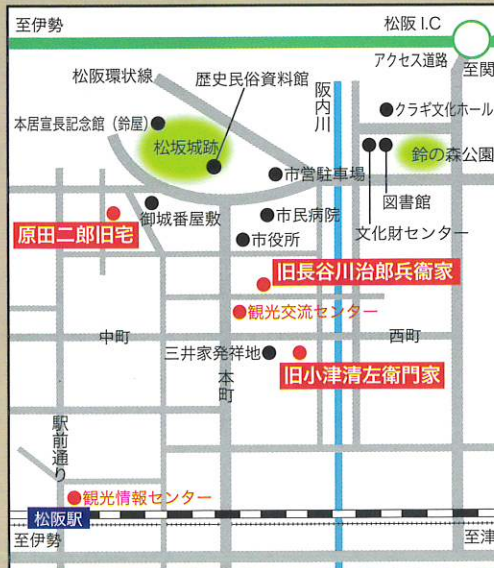 至伊勢
松阪 I.C
アクセス道路
至関
松阪環状線
歴史民俗資料館
阪内川
クラギ文化ホール
本居宣長記念館（鈴屋）
松坂城跡
鈴の森公園
市営駐車場
図書館
御城番屋敷
市民病院
文化財センター
原田二郎旧宅
市役所
旧長谷川治郎兵衞家
観光交流センター
中町
西町
三井家発祥地
旧小津清左衛門家
本町
駅前通り
観光情報センター
松阪駅
至伊勢
至津